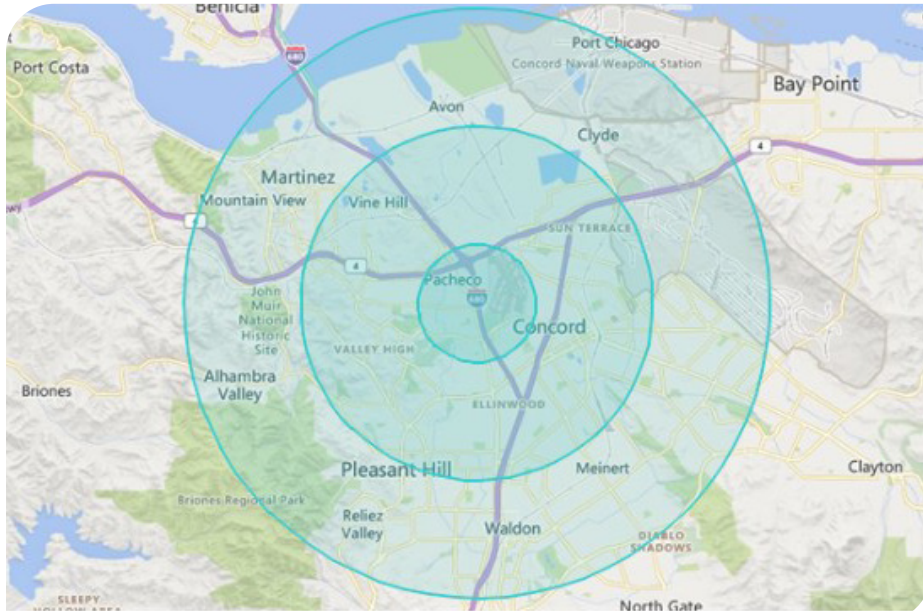 Benicia
680
Port Chicago
Concord Naval Weapons Station
Port Costa
Bay Point
Avon
Clyde
4
Martinez
Mountain View
Vine Hill
4
SUN TERRACE
4
Pacheco
680
John
Muir
National
Historic
Site
Concord
VALLEY HIGH
Alhambra
Valley
Briones
ELLINWOOD
Pleasant Hill
Meinert
Clayton
Briones Regional Park
Reliez
Valley
Waldon
DIABLO
SHADOWS
SLEEPY
HOLLOW AREA
North Gate